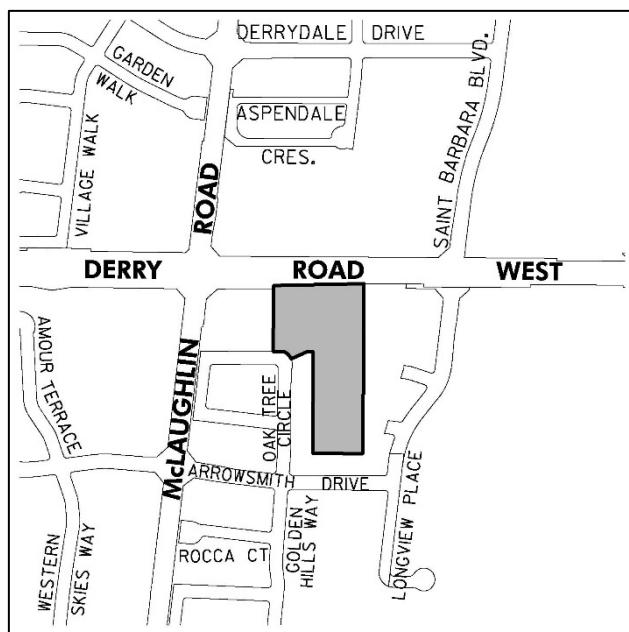 DERRYDALE DRIVE
GARDEN
WALK
ASPENDALE
CRES.
VILLAGE WALK
ROAD
SAINT BARBARA BLVD.
DERRY ROAD WEST
AMOUR TERRACE
McLAUGHLIN
OAK TREE
CIRCLE
ARROWSMITH DRIVE
WESTERN
SKIES WAY
ROCCA CT
GOLDEN
HILLS WAY
LONGVIEW PLACE